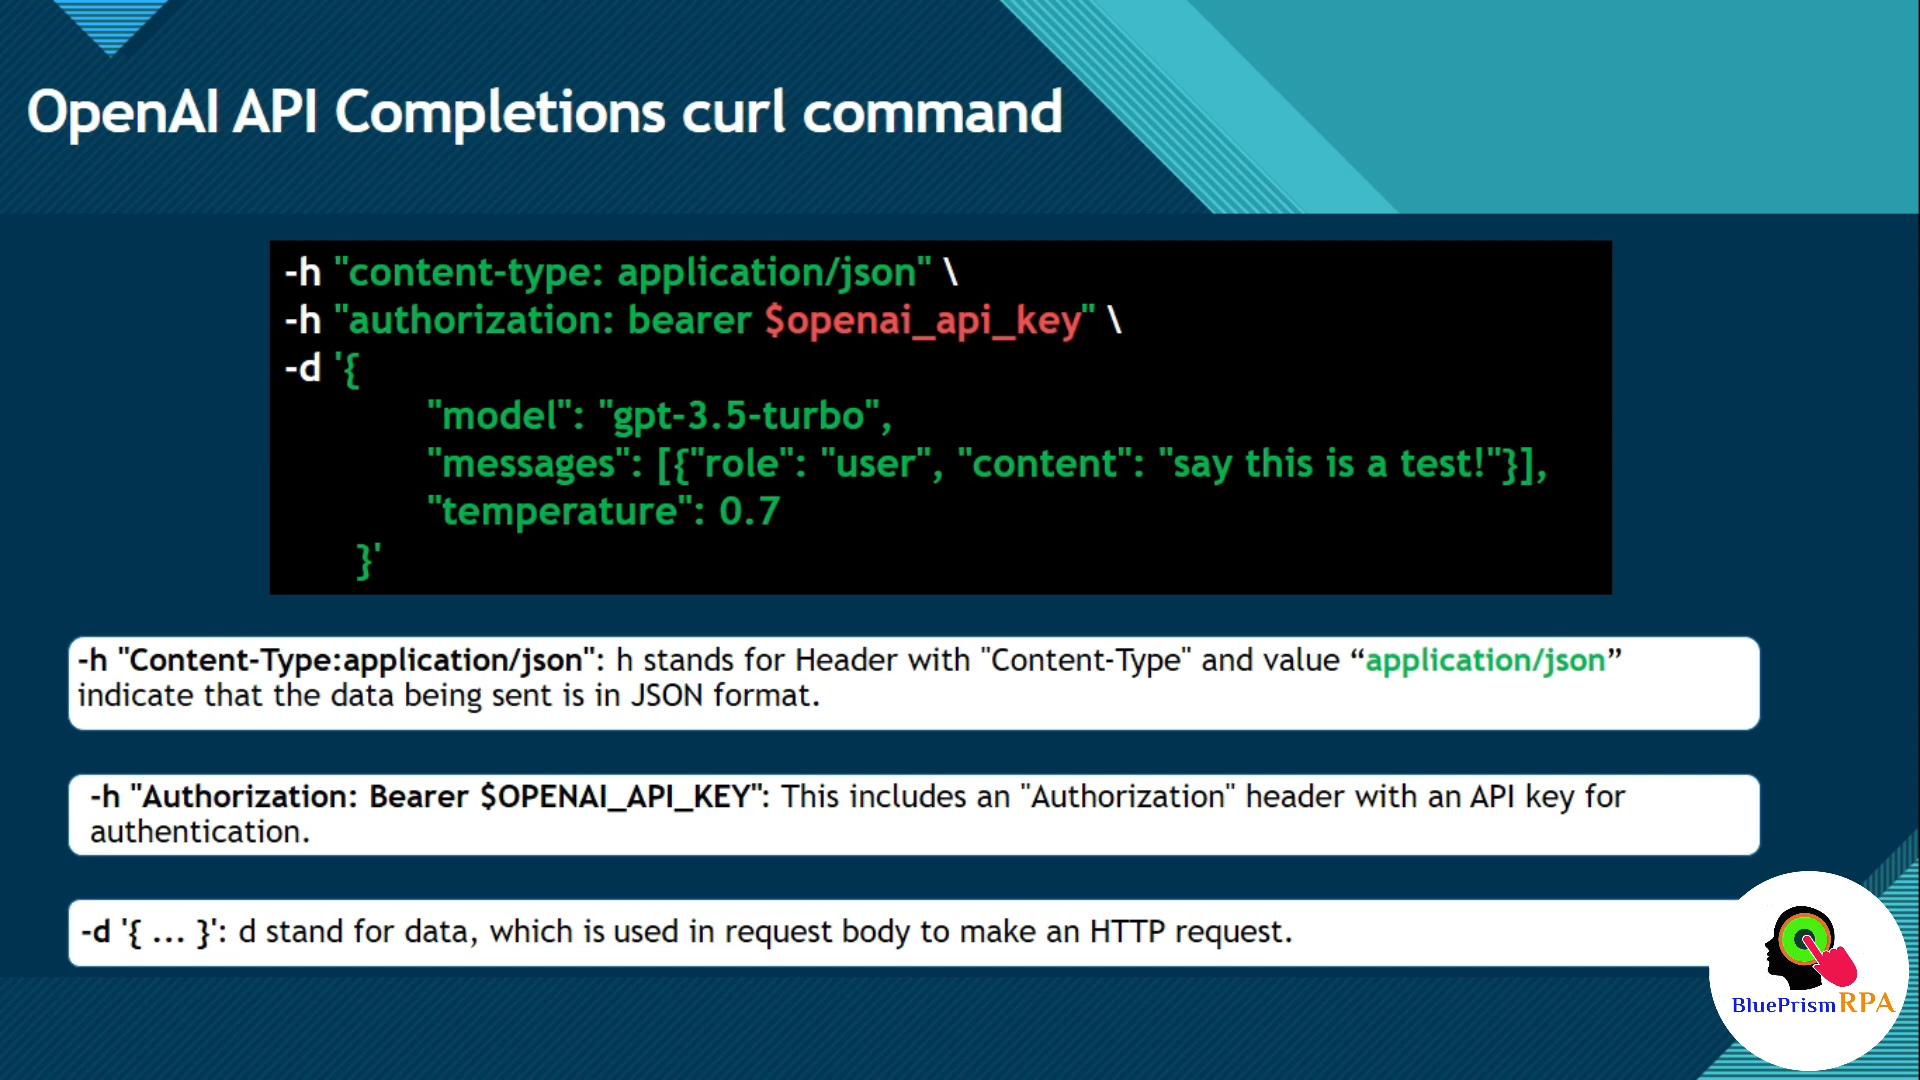 OpenAI API Completions curl command
-h "content-type: application/json" \
-h "authorization: bearer $openai_api_key" \
-d '{
"model": "gpt-3.5-turbo",
"messages": [{"role": "user", "content": "say this is a test!"}],
"temperature": 0.7
}'
-h "Content-Type:application/json": h stands for Header with "Content-Type" and value “application/json”
indicate that the data being sent is in JSON format.
-h "Authorization: Bearer $OPENAI_API_KEY": This includes an "Authorization" header with an API key for
authentication.
-d '{ ... }': d stand for data, which is used in request body to make an HTTP request.
BluePrism RPA